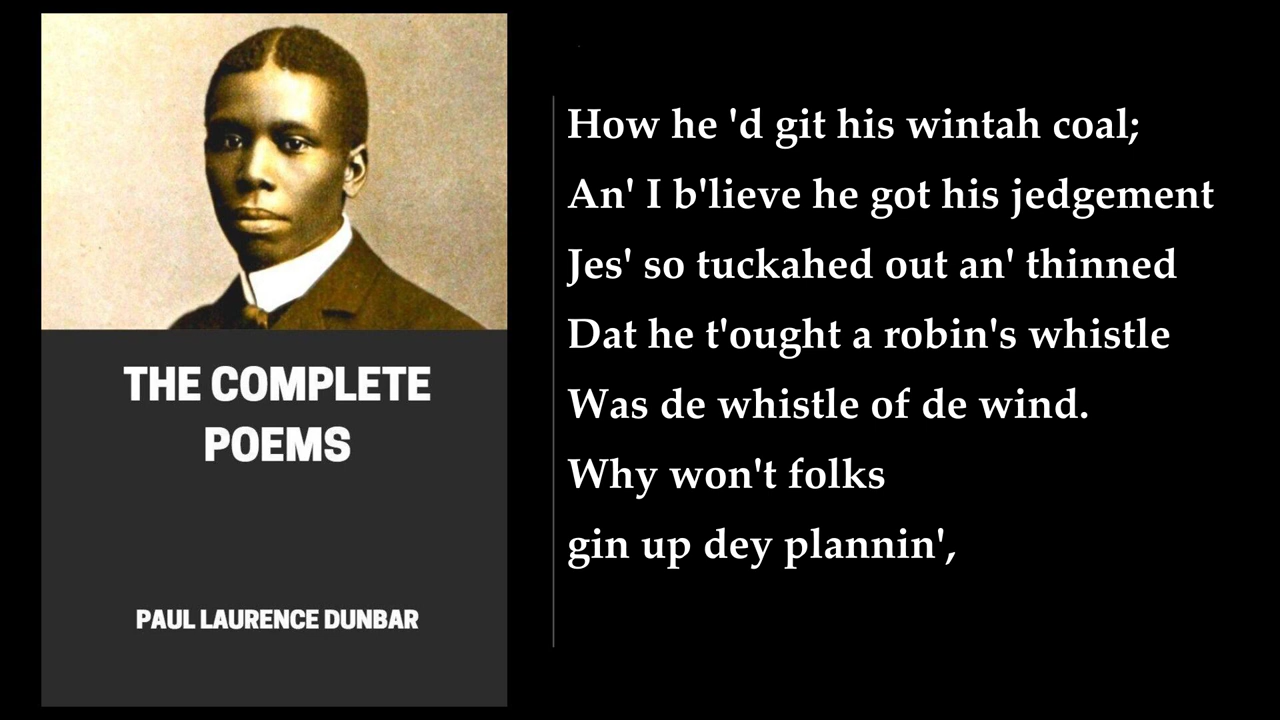 THE COMPLETE
POEMS
PAUL LAURENCE DUNBAR
How he 'd git his wintah coal;
An' I b'lieve he got his jedgement
Jes' so tuckahed out an' thinned
Dat he t'ought a robin's whistle
Was de whistle of de wind.
Why won't folks
gin up dey plannin',